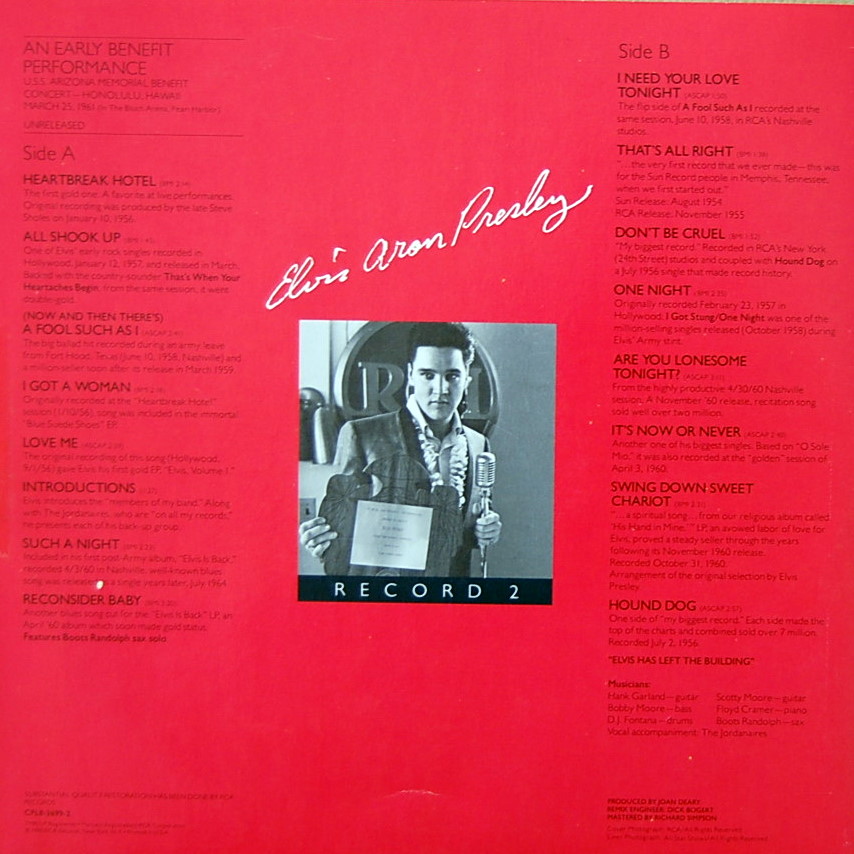 AN EARLY BENEFIT
PERFORMANCE
U.S.S. ARIZONA MEMORIAL BENEFIT
CONCERT—HONOLULU, HAWAII
MARCH 25, 1961 (In The Bloch Arena, Pearl Harbor)
UNRELEASED
Side A
HEARTBREAK HOTEL
The first gold one. A favorite at live performances.
Original recording was produced by the late Steve
Sholes on January 10, 1956.
ALL SHOOK UP
One of Elvis' early rock singles recorded in
Hollywood, January 12, 1957, and released in March.
Backed with the country sounder That's When Your
Heartaches Begin, from the same session, it went
double-gold.
(NOW AND THEN THERE'S)
A FOOL SUCH AS I
The big ballad hit recorded during an army leave
from Fort Hood, Texas (June 10, 1958, Nashville) and
a million-seller soon after its release in March 1959.
I GOT A WOMAN
Originally recorded at the "Heartbreak Hotel"
session (1/10/56), song was included in the immortal
"Blue Suede Shoes" EP.
LOVE ME
The original recording of this song (Hollywood,
9/1/56) gave Elvis his first gold EP, "Elvis, Volume I."
INTRODUCTIONS
Elvis introduces the "members of my band." Along
with The Jordanaires, who are "on all my records,"
he presents each of his back-up group.
SUCH A NIGHT
Included in his first post-Army album, "Elvis Is Back,"
recorded 4/3/60 in Nashville, well-known blues
song was released as a single years later, July 1964.
RECONSIDER BABY
Another blues song cut for the "Elvis Is Back" LP, an
April '60 album which soon made gold status.
Features Boots Randolph sax solo.
SUBSTANTIAL QUALITY RESTORATION HAS BEEN DONE BY RCA
RECORDS
CPL8-3699-2
Elvis Aron Presley
RECORD 2
Side B
I NEED YOUR LOVE
TONIGHT (ASCAP 1:50)
The flip side of A Fool Such As I recorded at the
same session, June 10, 1958, in RCA's Nashville
studios.
THAT'S ALL RIGHT
"...the very first record that we ever made—this was
for the Sun Record people in Memphis, Tennessee,
when we first started out."
Sun Release: August 1954
RCA Release: November 1955
DON'T BE CRUEL (BMI 1:52)
"My biggest record." Recorded in RCA's New York
(24th Street) studios and coupled with Hound Dog on
a July 1956 single that made record history.
ONE NIGHT
Originally recorded February 23, 1957 in
Hollywood, I Got Stung/One Night was one of the
million-selling singles released (October 1958) during
Elvis' Army stint.
ARE YOU LONESOME
TONIGHT?
From the highly productive 4/30/60 Nashville
session. A November '60 release, recitation song
sold well over two million.
IT'S NOW OR NEVER
Another one of his biggest singles. Based on "O Sole
Mio," it was also recorded at the "golden" session of
April 3, 1960.
SWING DOWN SWEET
CHARIOT
"...a spiritual song...from our religious album called
'His Hand in Mine.'" LP, an avowed labor of love for
Elvis, proved a steady seller through the years
following its November 1960 release.
Recorded October 31, 1960.
Arrangement of the original selection by Elvis
Presley.
HOUND DOG (ASCAP 2:57)
One side of "my biggest record." Each side made the
top of the charts and combined sold over 7 million.
Recorded July 2, 1956.
"ELVIS HAS LEFT THE BUILDING"
Musicians:
Hank Garland—guitar Scotty Moore—guitar
Bobby Moore—bass Floyd Cramer—piano
D.J. Fontana—drums Boots Randolph—sax
Vocal accompaniment: The Jordanaires
PRODUCED BY JOAN DEARY
REMIX ENGINEER: DICK BOGERT
MASTERED BY RICHARD SIMPSON